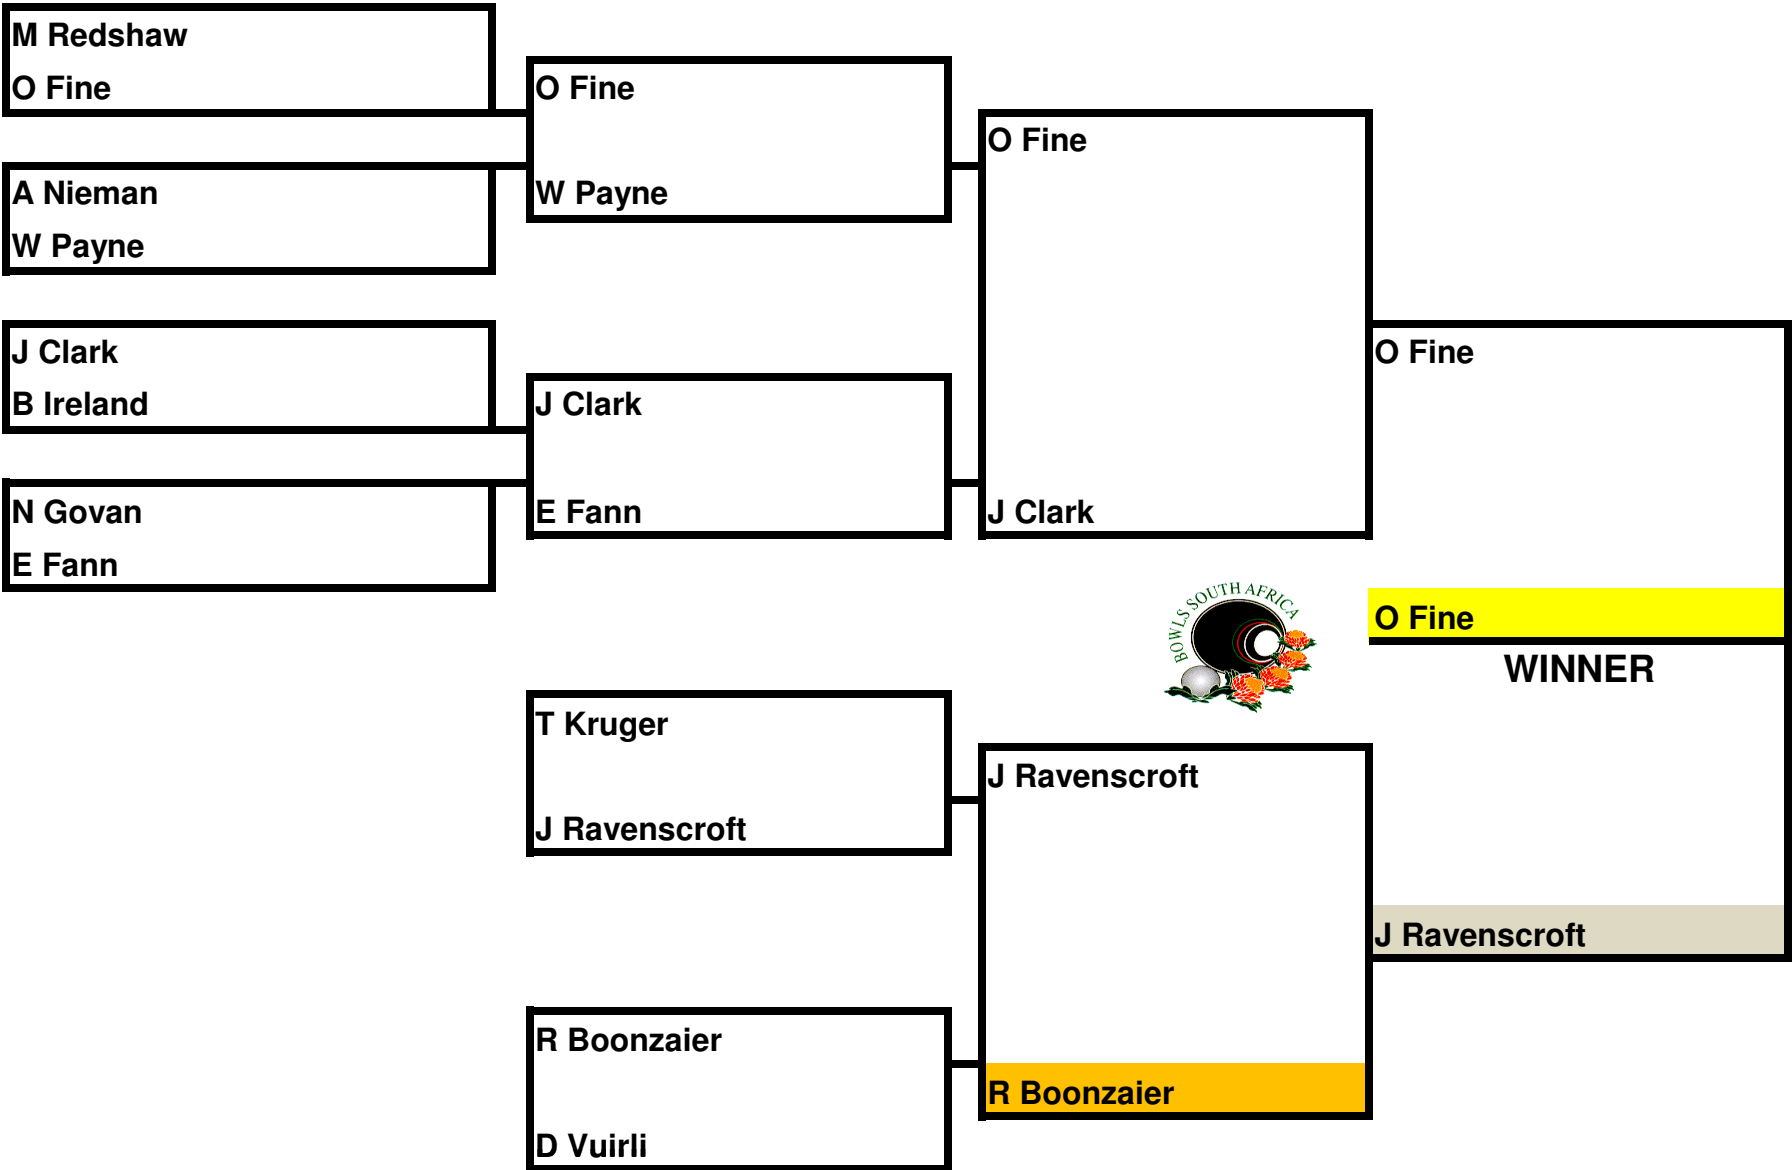 M Redshaw
O Fine
A Nieman
W Payne
J Clark
B Ireland
N Govan
E Fann
O Fine
W Payne
J Clark
E Fann
T Kruger
J Ravenscroft
R Boonzaier
D Vuirli
O Fine
J Clark
BOWLS SOUTH AFRICA
J Ravenscroft
R Boonzaier
O Fine
O Fine
WINNER
J Ravenscroft